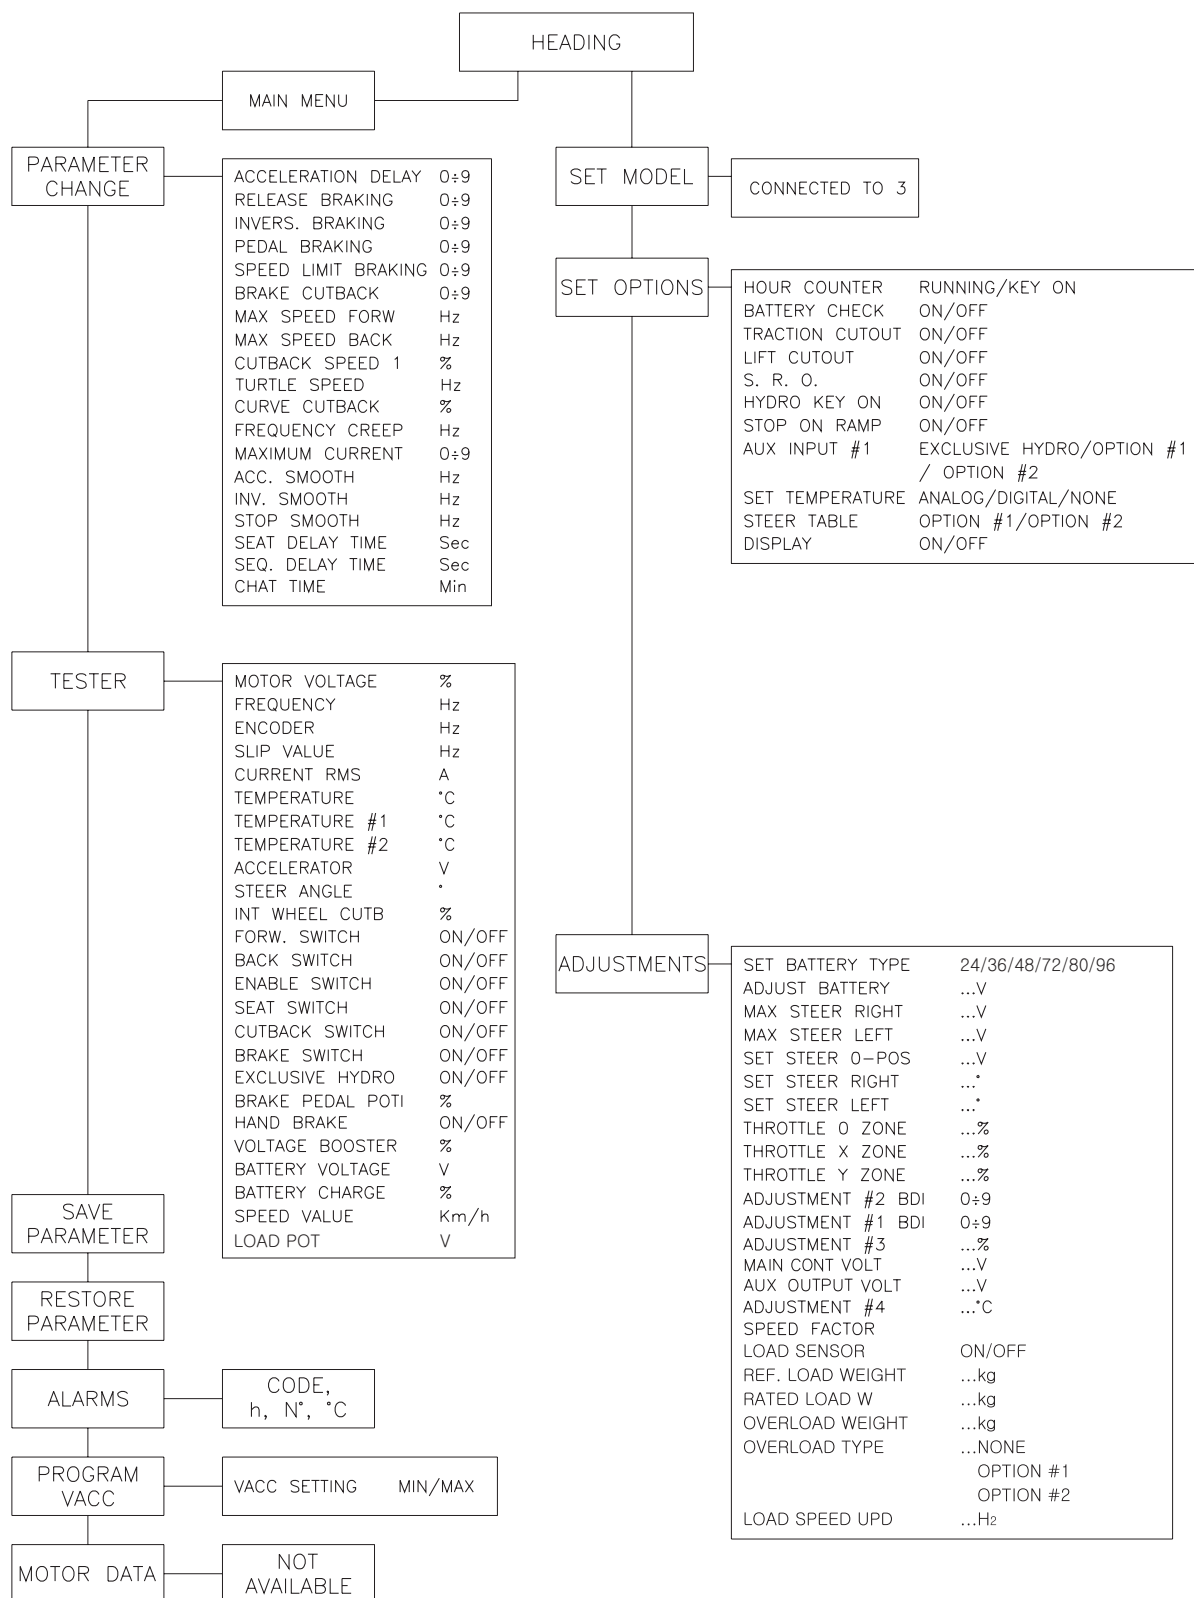 HEADING
MAIN MENU
PARAMETER
CHANGE
ACCELERATION DELAY 0÷9
RELEASE BRAKING 0÷9
INVERS. BRAKING 0÷9
PEDAL BRAKING 0÷9
SPEED LIMIT BRAKING 0÷9
BRAKE CUTBACK 0÷9
MAX SPEED FORW Hz
MAX SPEED BACK Hz
CUTBACK SPEED 1 %
TURTLE SPEED Hz
CURVE CUTBACK %
FREQUENCY CREEP Hz
MAXIMUM CURRENT 0÷9
ACC. SMOOTH Hz
INV. SMOOTH Hz
STOP SMOOTH Hz
SEAT DELAY TIME Sec
SEQ. DELAY TIME Sec
CHAT TIME Min
TESTER
MOTOR VOLTAGE %
FREQUENCY Hz
ENCODER Hz
SLIP VALUE Hz
CURRENT RMS A
TEMPERATURE °C
TEMPERATURE #1 °C
TEMPERATURE #2 °C
ACCELERATOR V
STEER ANGLE °
INT WHEEL CUTB %
FORW. SWITCH ON/OFF
BACK SWITCH ON/OFF
ENABLE SWITCH ON/OFF
SEAT SWITCH ON/OFF
CUTBACK SWITCH ON/OFF
BRAKE SWITCH ON/OFF
EXCLUSIVE HYDRO ON/OFF
BRAKE PEDAL POTI %
HAND BRAKE ON/OFF
VOLTAGE BOOSTER %
BATTERY VOLTAGE V
BATTERY CHARGE %
SPEED VALUE Km/h
LOAD POT V
SAVE
PARAMETER
RESTORE
PARAMETER
ALARMS
CODE,
h, N°, °C
PROGRAM
VACC
VACC SETTING MIN/MAX
MOTOR DATA
NOT
AVAILABLE
SET MODEL
CONNECTED TO 3
SET OPTIONS
HOUR COUNTER RUNNING/KEY ON
BATTERY CHECK ON/OFF
TRACTION CUTOUT ON/OFF
LIFT CUTOUT ON/OFF
S. R. O. ON/OFF
HYDRO KEY ON ON/OFF
STOP ON RAMP ON/OFF
AUX INPUT #1 EXCLUSIVE HYDRO/OPTION #1
/ OPTION #2
SET TEMPERATURE ANALOG/DIGITAL/NONE
STEER TABLE OPTION #1/OPTION #2
DISPLAY ON/OFF
ADJUSTMENTS
SET BATTERY TYPE 24/36/48/72/80/96
ADJUST BATTERY ...V
MAX STEER RIGHT ...V
MAX STEER LEFT ...V
SET STEER 0-POS ...V
SET STEER RIGHT ...°
SET STEER LEFT ...°
THROTTLE 0 ZONE ...%
THROTTLE X ZONE ...%
THROTTLE Y ZONE ...%
ADJUSTMENT #2 BDI 0÷9
ADJUSTMENT #1 BDI 0÷9
ADJUSTMENT #3 ...%
MAIN CONT VOLT ...V
AUX OUTPUT VOLT ...V
ADJUSTMENT #4 ...°C
SPEED FACTOR
LOAD SENSOR ON/OFF
REF. LOAD WEIGHT ...kg
RATED LOAD W ...kg
OVERLOAD WEIGHT ...kg
OVERLOAD TYPE ...NONE
OPTION #1
OPTION #2
LOAD SPEED UPD ...H2